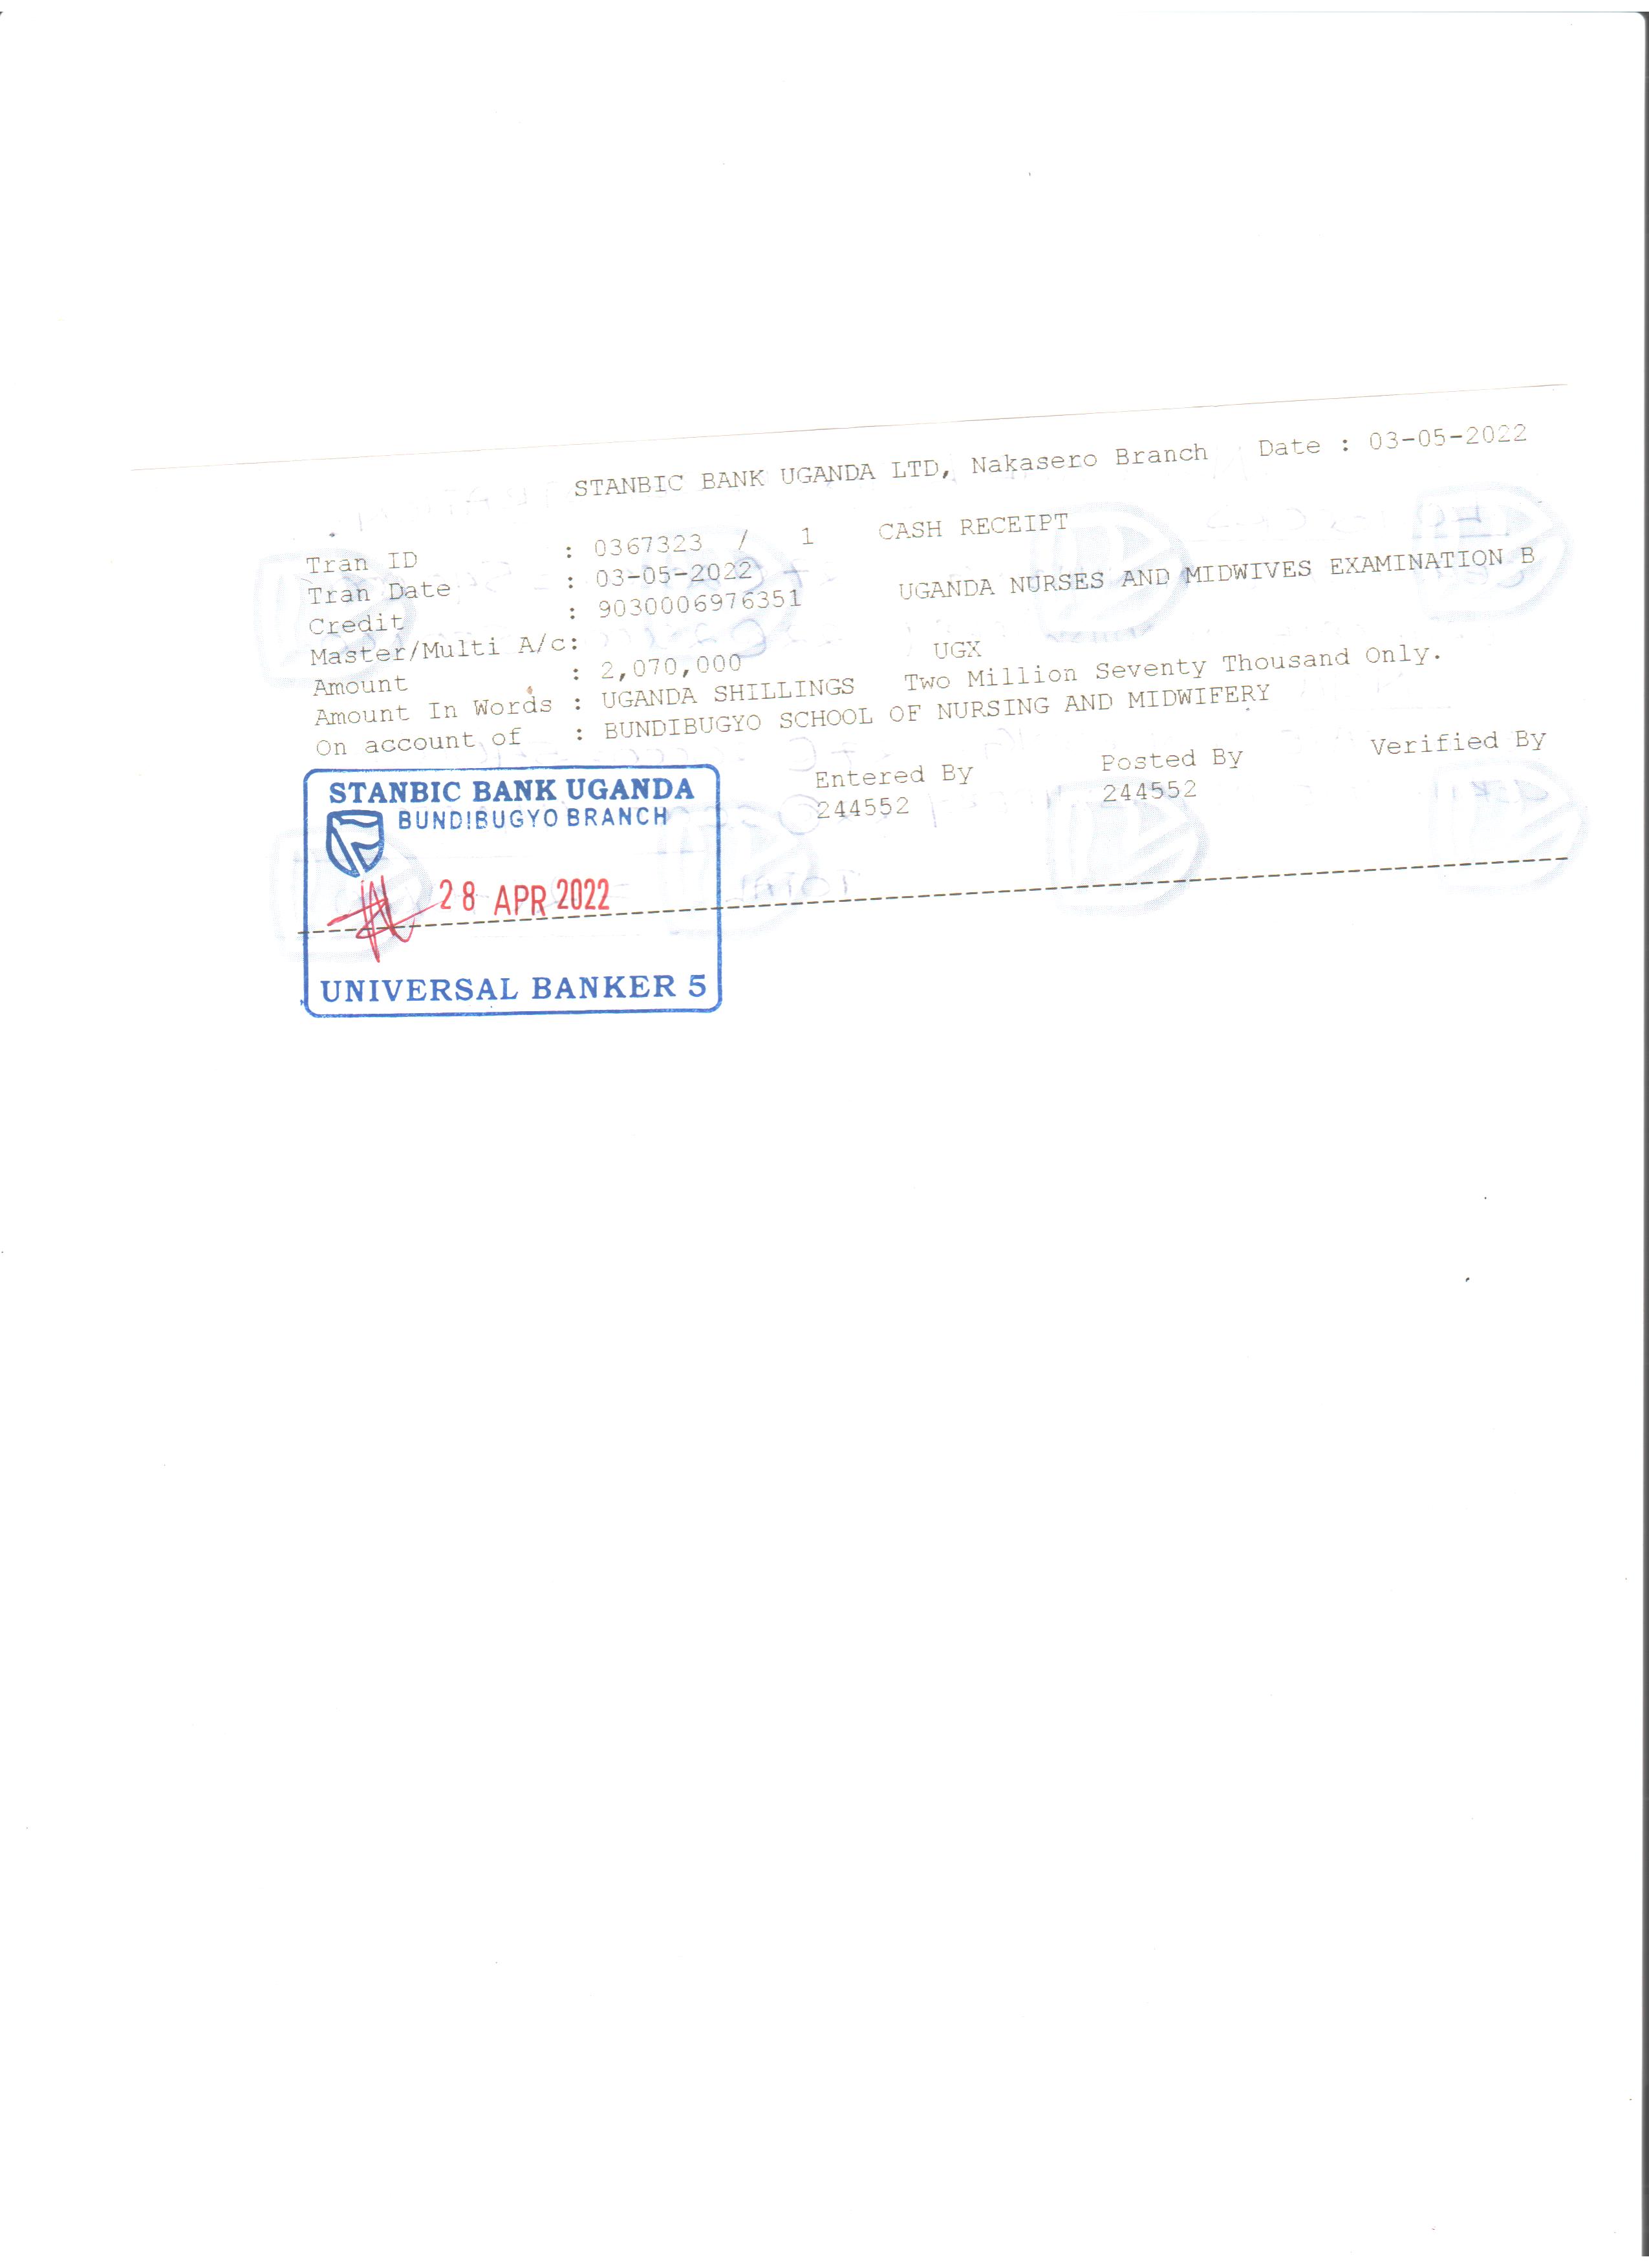 STANBIC BANK UGANDA LTD, Nakasero Branch Date : 03-05-2022
Tran ID : 0367323 / 1 CASH RECEIPT
Tran Date : 03-05-2022
Credit : 9030006976351 UGANDA NURSES AND MIDWIVES EXAMINATION B
Master/Multi A/c:
Amount : 2,070,000 UGX
Amount In Words : UGANDA SHILLINGS Two Million Seventy Thousand Only.
On account of : BUNDIBUGYO SCHOOL OF NURSING AND MIDWIFERY
Entered By Posted By Verified By
244552 244552
STANBIC BANK UGANDA
BUNDIBUGYO BRANCH
28 APR 2022
UNIVERSAL BANKER 5